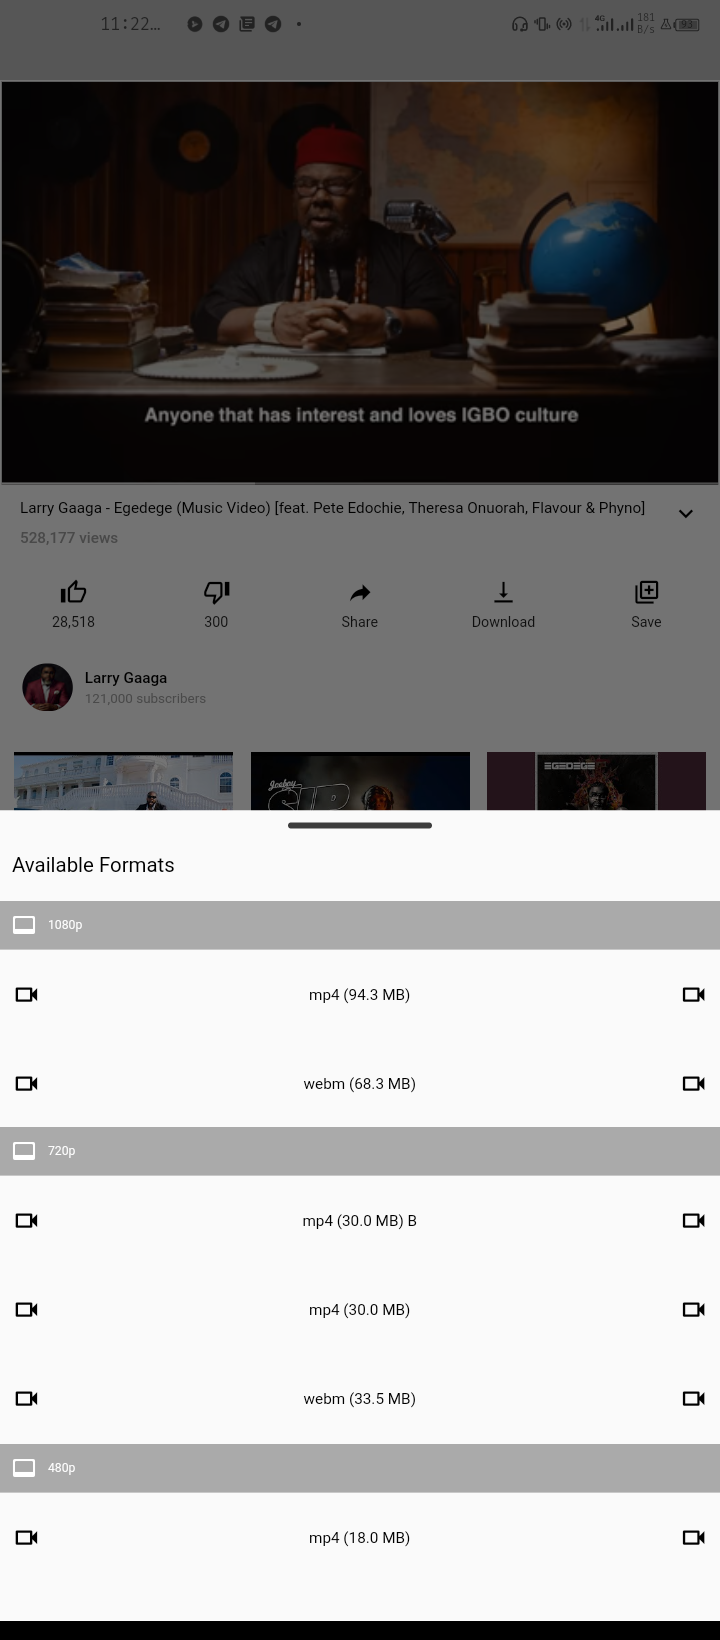 11:22...
4G
181
B/s
93
Anyone that has interest and loves IGBO culture
Larry Gaaga - Egedege (Music Video) [feat. Pete Edochie, Theresa Onuorah, Flavour & Phyno]
528,177 views
28,518
300
Share
Download
Save
Larry Gaaga
121,000 subscribers
Joeboy
SIP
EGEDEGE
Available Formats
1080p
mp4 (94.3 MB)
webm (68.3 MB)
720p
mp4 (30.0 MB) B
mp4 (30.0 MB)
webm (33.5 MB)
480p
mp4 (18.0 MB)